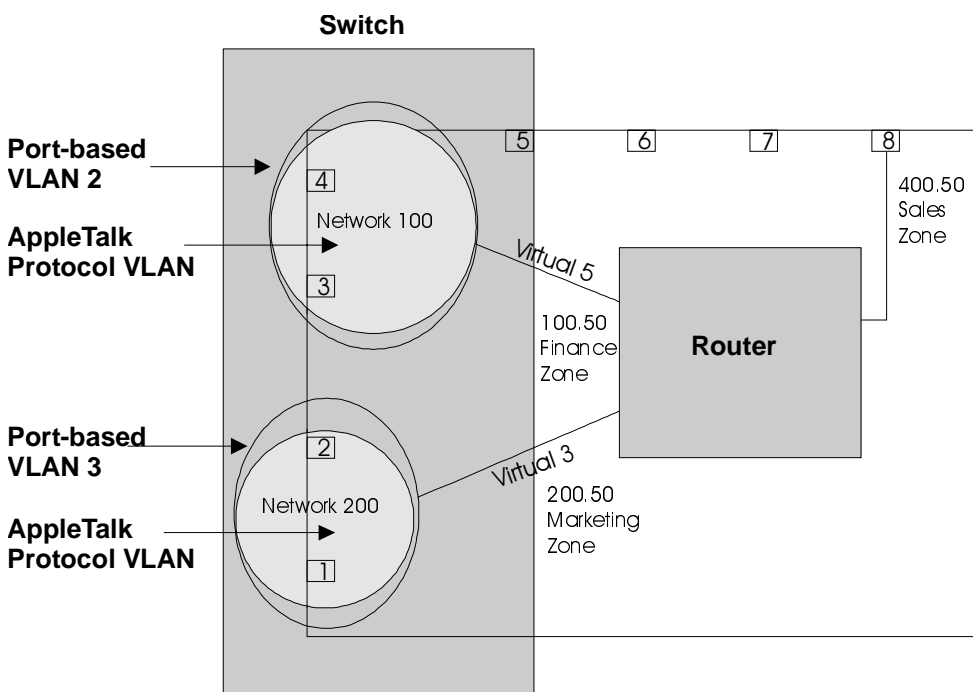 Switch
Port-based
VLAN 2
AppleTalk
Protocol VLAN
4
Network 100
3
5
6
7
8
400.50
Sales
Zone
Virtual 5
100.50
Finance
Zone
Router
Port-based
VLAN 3
AppleTalk
Protocol VLAN
2
Network 200
1
Virtual 3
200.50
Marketing
Zone